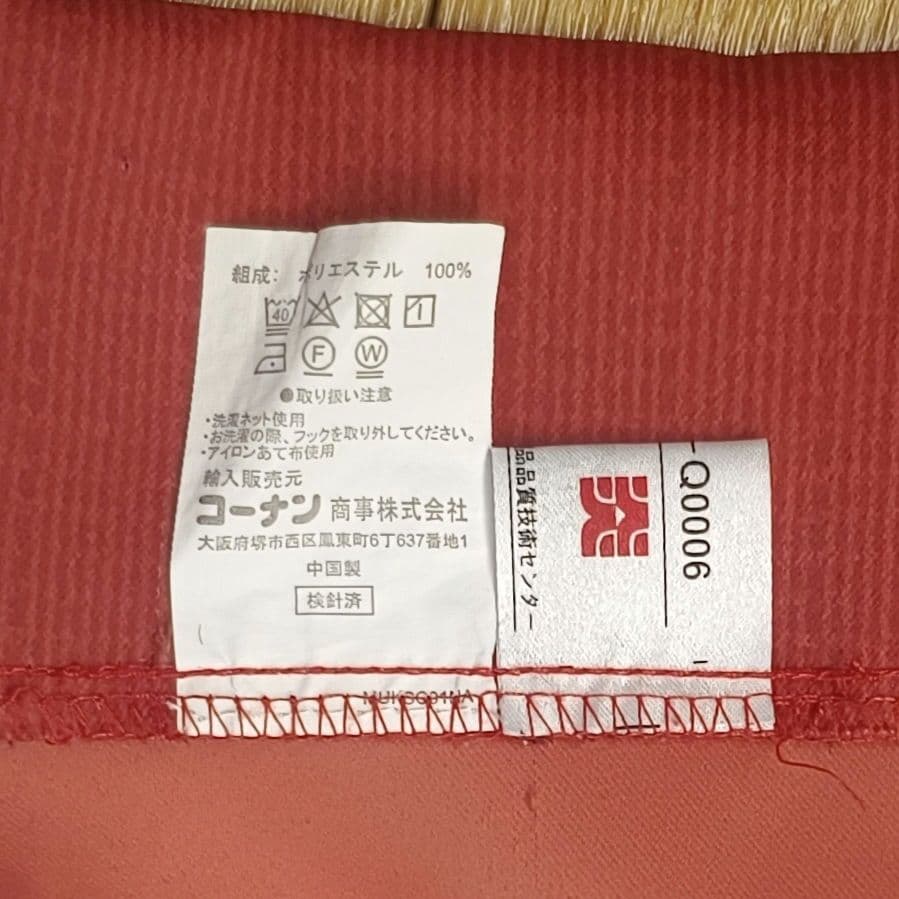 組成: ポリエステル 100%
40
F W
●取り扱い注意
・洗濯ネット使用
・お洗濯の際、フックを取り外してください。
・アイロンあて布使用
輸入販売元
コーナン 商事株式会社
大阪府堺市西区鳳東町6丁637番地1
中国製
検針済
-Q0006
品品質技術センター